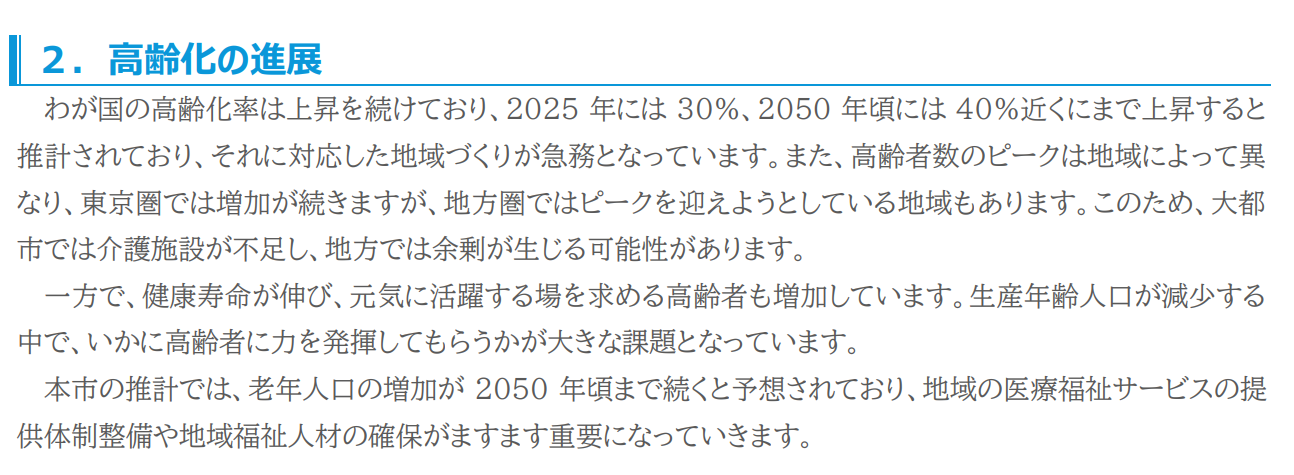 ２．高齢化の進展
わが国の高齢化率は上昇を続けており、2025 年には 30%、2050 年頃には 40%近くにまで上昇すると
推計されており、それに対応した地域づくりが急務となっています。また、高齢者数のピークは地域によって異
なり、東京圏では増加が続きますが、地方圏ではピークを迎えようとしている地域もあります。このため、大都
市では介護施設が不足し、地方では余剰が生じる可能性があります。
一方で、健康寿命が伸び、元気に活躍する場を求める高齢者も増加しています。生産年齢人口が減少する
中で、いかに高齢者に力を発揮してもらうかが大きな課題となっています。
本市の推計では、老年人口の増加が 2050 年頃まで続くと予想されており、地域の医療福祉サービスの提
供体制整備や地域福祉人材の確保がますます重要になっていきます。